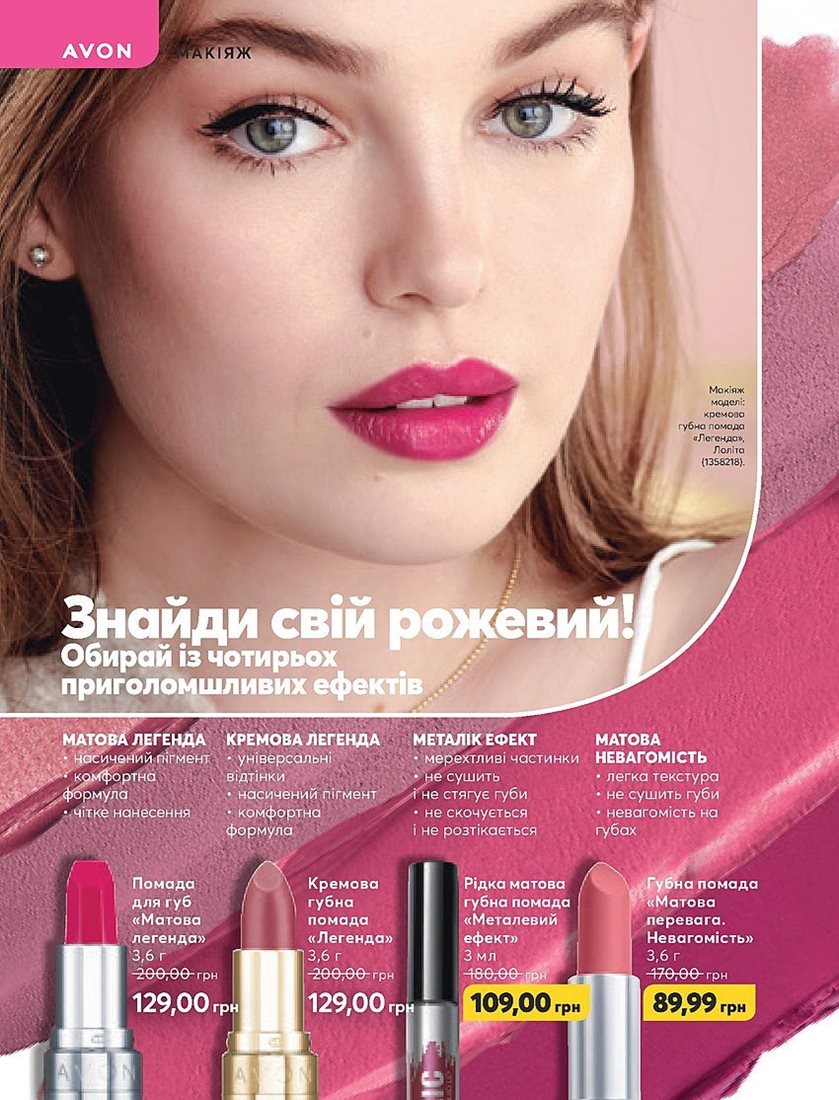 AVON
МАКІЯЖ
Макіяж
моделі:
кремова
губна помада
«Легенда»,
Лоліта
(1358218).
Знайди свій рожевий!
Обирай із чотирьох
приголомшливих ефектів
МАТОВА ЛЕГЕНДА
• насичений пігмент
• комфортна
формула
• чітке нанесення
КРЕМОВА ЛЕГЕНДА
• універсальні
відтінки
• насичений пігмент
• комфортна
формула
МЕТАЛІК ЕФЕКТ
• мерехтливі частинки
• не сушить
і не стягує губи
• не скочується
і не розтікається
МАТОВА
НЕВАГОМІСТЬ
• легка текстура
• не сушить губи
• невагомість на
губах
Помада
для губ
«Матова
легенда»
3,6 г
200,00 грн
129,00 грн
Кремова
губна
помада
«Легенда»
3,6 г
200,00 грн
129,00 грн
Рідка матова
губна помада
«Металевий
ефект»
3 мл
180,00 грн
109,00 грн
Губна помада
«Матова
перевага.
Невагомість»
3,6 г
170,00 грн
89,99 грн
AVON
AVON